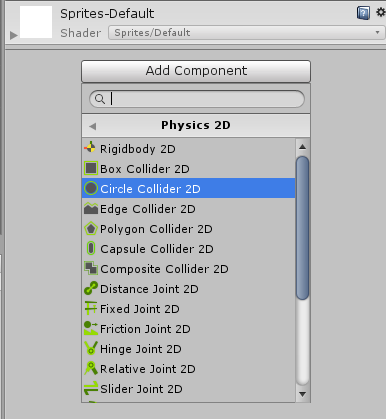 Sprites-Default
Shader Sprites/Default
Add Component
Physics 2D
Rigidbody 2D
Box Collider 2D
Circle Collider 2D
Edge Collider 2D
Polygon Collider 2D
Capsule Collider 2D
Composite Collider 2D
Distance Joint 2D
Fixed Joint 2D
Friction Joint 2D
Hinge Joint 2D
Relative Joint 2D
Slider Joint 2D